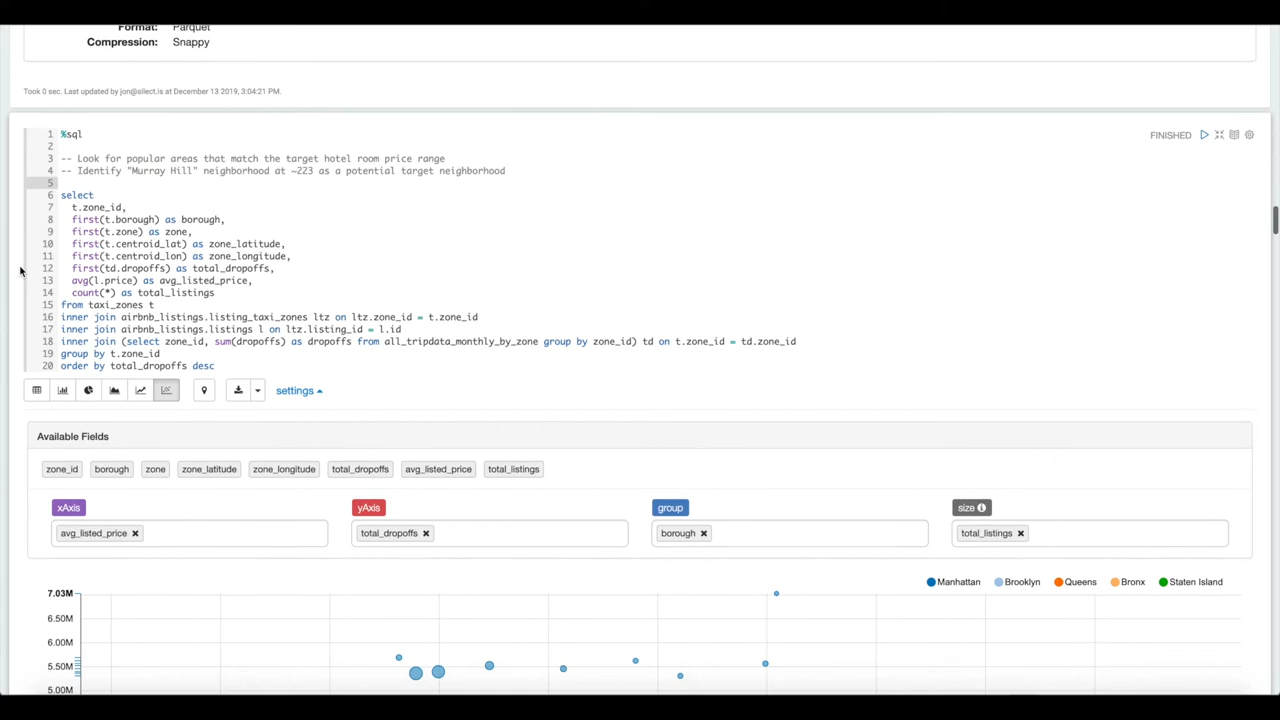 Format: Parquet
Compression: Snappy
Took 0 sec. Last updated by jon@silect.is at December 13 2019, 3:04:21 PM.
FINISHED
1 %sql
2
3 -- Look for popular areas that match the target hotel room price range
4 -- Identify "Murray Hill" neighborhood at ~223 as a potential target neighborhood
5
6 select
7 t.zone_id,
8 first(t.borough) as borough,
9 first(t.zone) as zone,
10 first(t.centroid_lat) as zone_latitude,
11 first(t.centroid_lon) as zone_longitude,
12 first(td.dropoffs) as total_dropoffs,
13 avg(l.price) as avg_listed_price,
14 count(*) as total_listings
15 from taxi_zones t
16 inner join airbnb_listings.listing_taxi_zones ltz on ltz.zone_id = t.zone_id
17 inner join airbnb_listings.listings l on ltz.listing_id = l.id
18 inner join (select zone_id, sum(dropoffs) as dropoffs from all_tripdata_monthly_by_zone group by zone_id) td on t.zone_id = td.zone_id
19 group by t.zone_id
20 order by total_dropoffs desc
settings
Available Fields
zone_id borough zone zone_latitude zone_longitude total_dropoffs avg_listed_price total_listings
xAxis yAxis group size
avg_listed_price total_dropoffs borough total_listings
Manhattan Brooklyn Queens Bronx Staten Island
7.03M
6.50M
6.00M
5.50M
5.00M